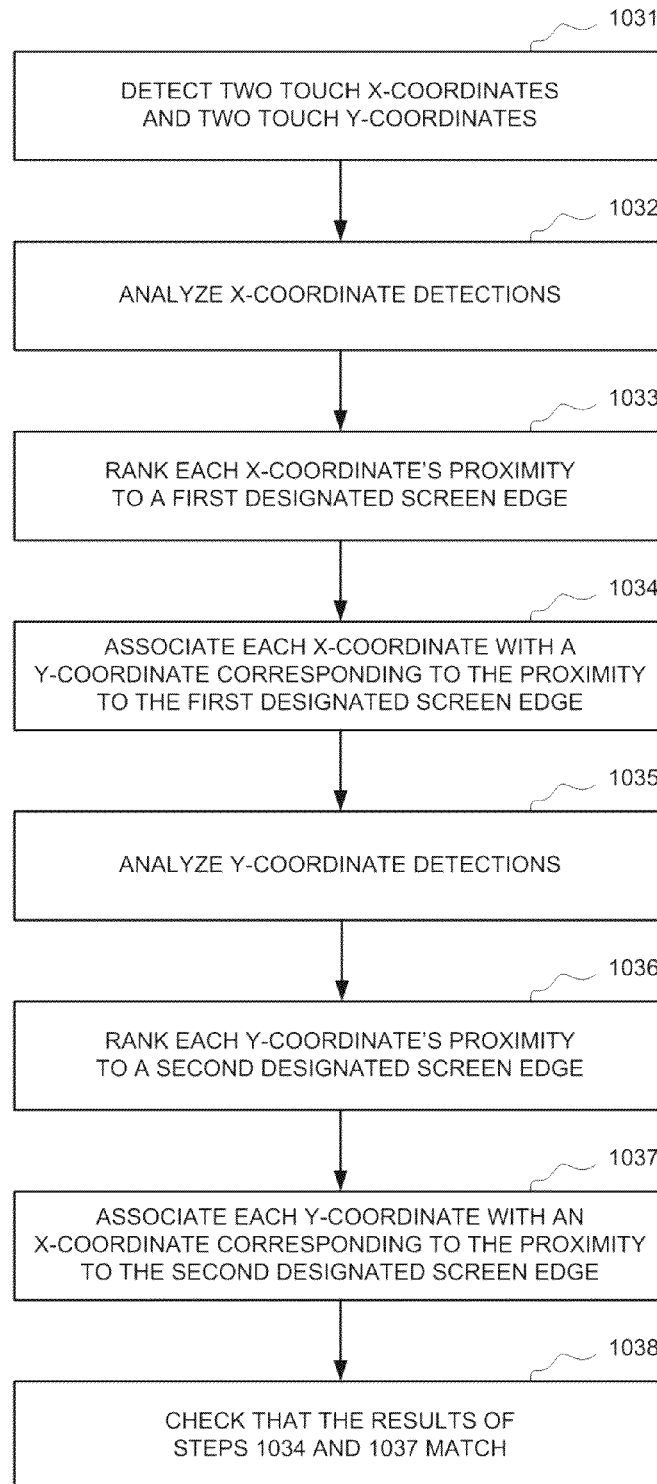 1031
DETECT TWO TOUCH X-COORDINATES
AND TWO TOUCH Y-COORDINATES
1032
ANALYZE X-COORDINATE DETECTIONS
1033
RANK EACH X-COORDINATE'S PROXIMITY
TO A FIRST DESIGNATED SCREEN EDGE
1034
ASSOCIATE EACH X-COORDINATE WITH A
Y-COORDINATE CORRESPONDING TO THE PROXIMITY
TO THE FIRST DESIGNATED SCREEN EDGE
1035
ANALYZE Y-COORDINATE DETECTIONS
1036
RANK EACH Y-COORDINATE'S PROXIMITY
TO A SECOND DESIGNATED SCREEN EDGE
1037
ASSOCIATE EACH Y-COORDINATE WITH AN
X-COORDINATE CORRESPONDING TO THE PROXIMITY
TO THE SECOND DESIGNATED SCREEN EDGE
1038
CHECK THAT THE RESULTS OF
STEPS 1034 AND 1037 MATCH